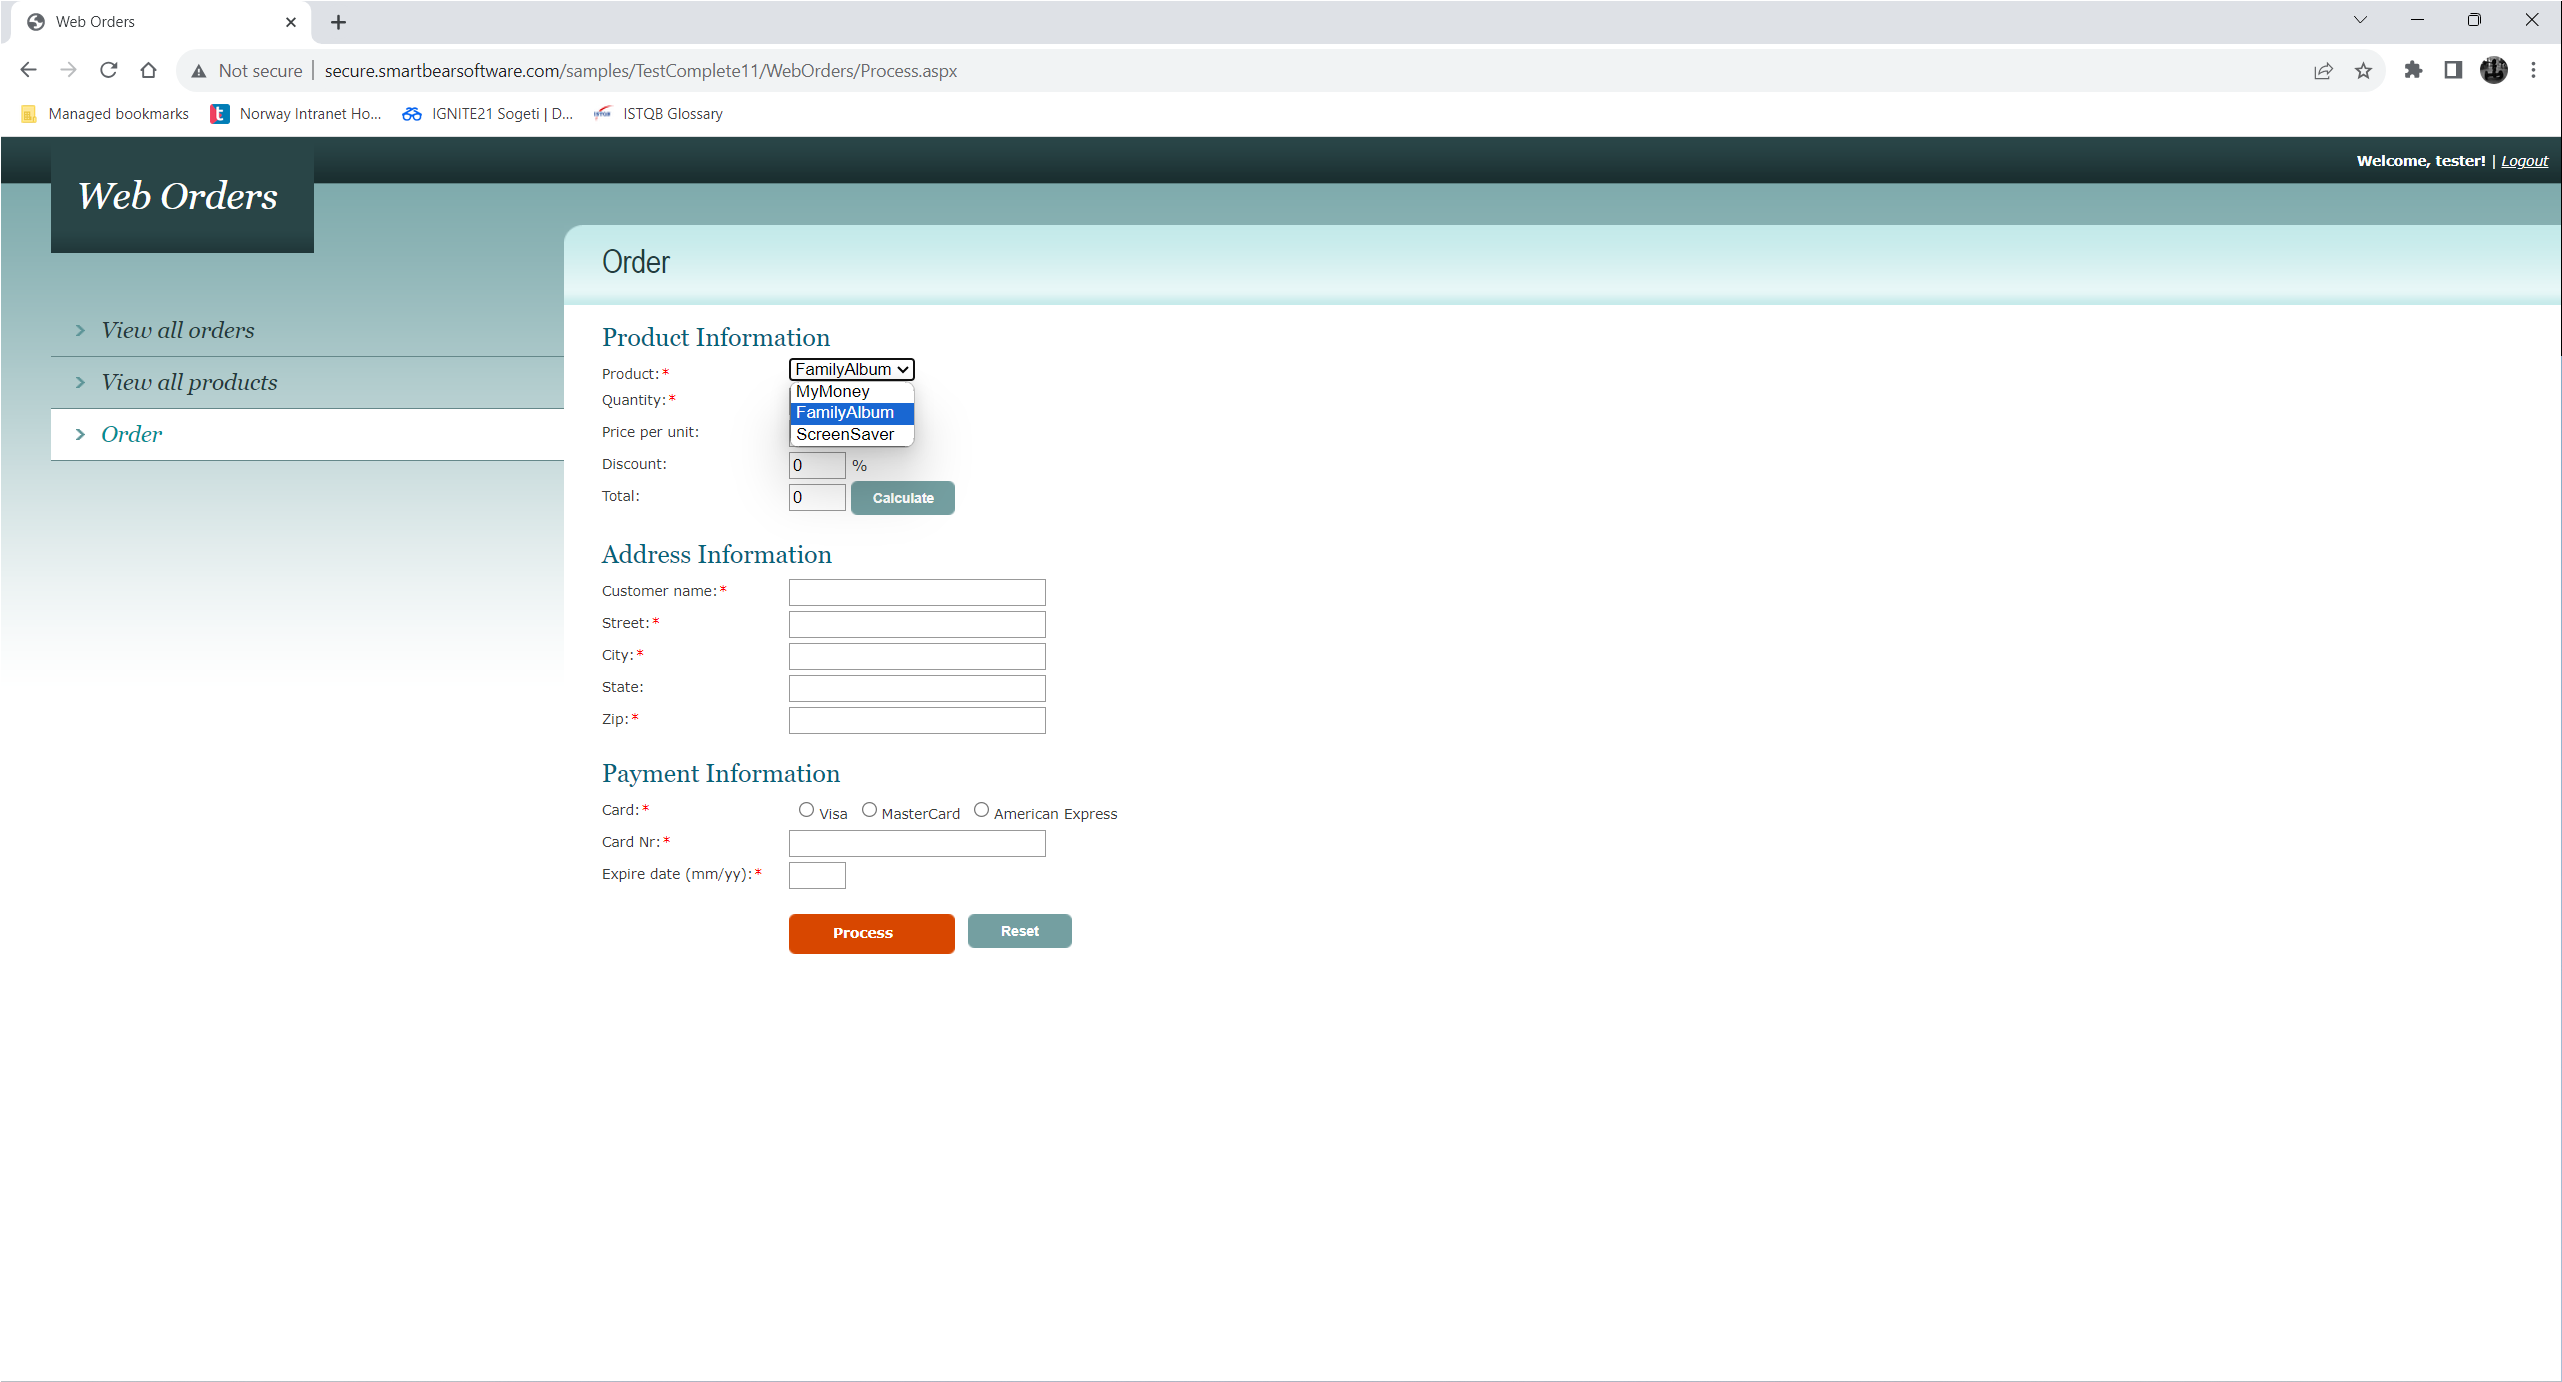 Web Orders
Not secure | secure.smartbearsoftware.com/samples/TestComplete11/WebOrders/Process.aspx
Managed bookmarks Norway Intranet Ho... IGNITE21 Sogeti | D... ISTQB Glossary
Welcome, tester! | Logout
Web Orders
View all orders
View all products
Order
Order
Product Information
Product:* FamilyAlbum
MyMoney
FamilyAlbum
ScreenSaver
Quantity:*
Price per unit:
Discount: 0 %
Total: 0 Calculate
Address Information
Customer name:*
Street:*
City:*
State:
Zip:*
Payment Information
Card:* Visa MasterCard American Express
Card Nr:*
Expire date (mm/yy):*
Process Reset